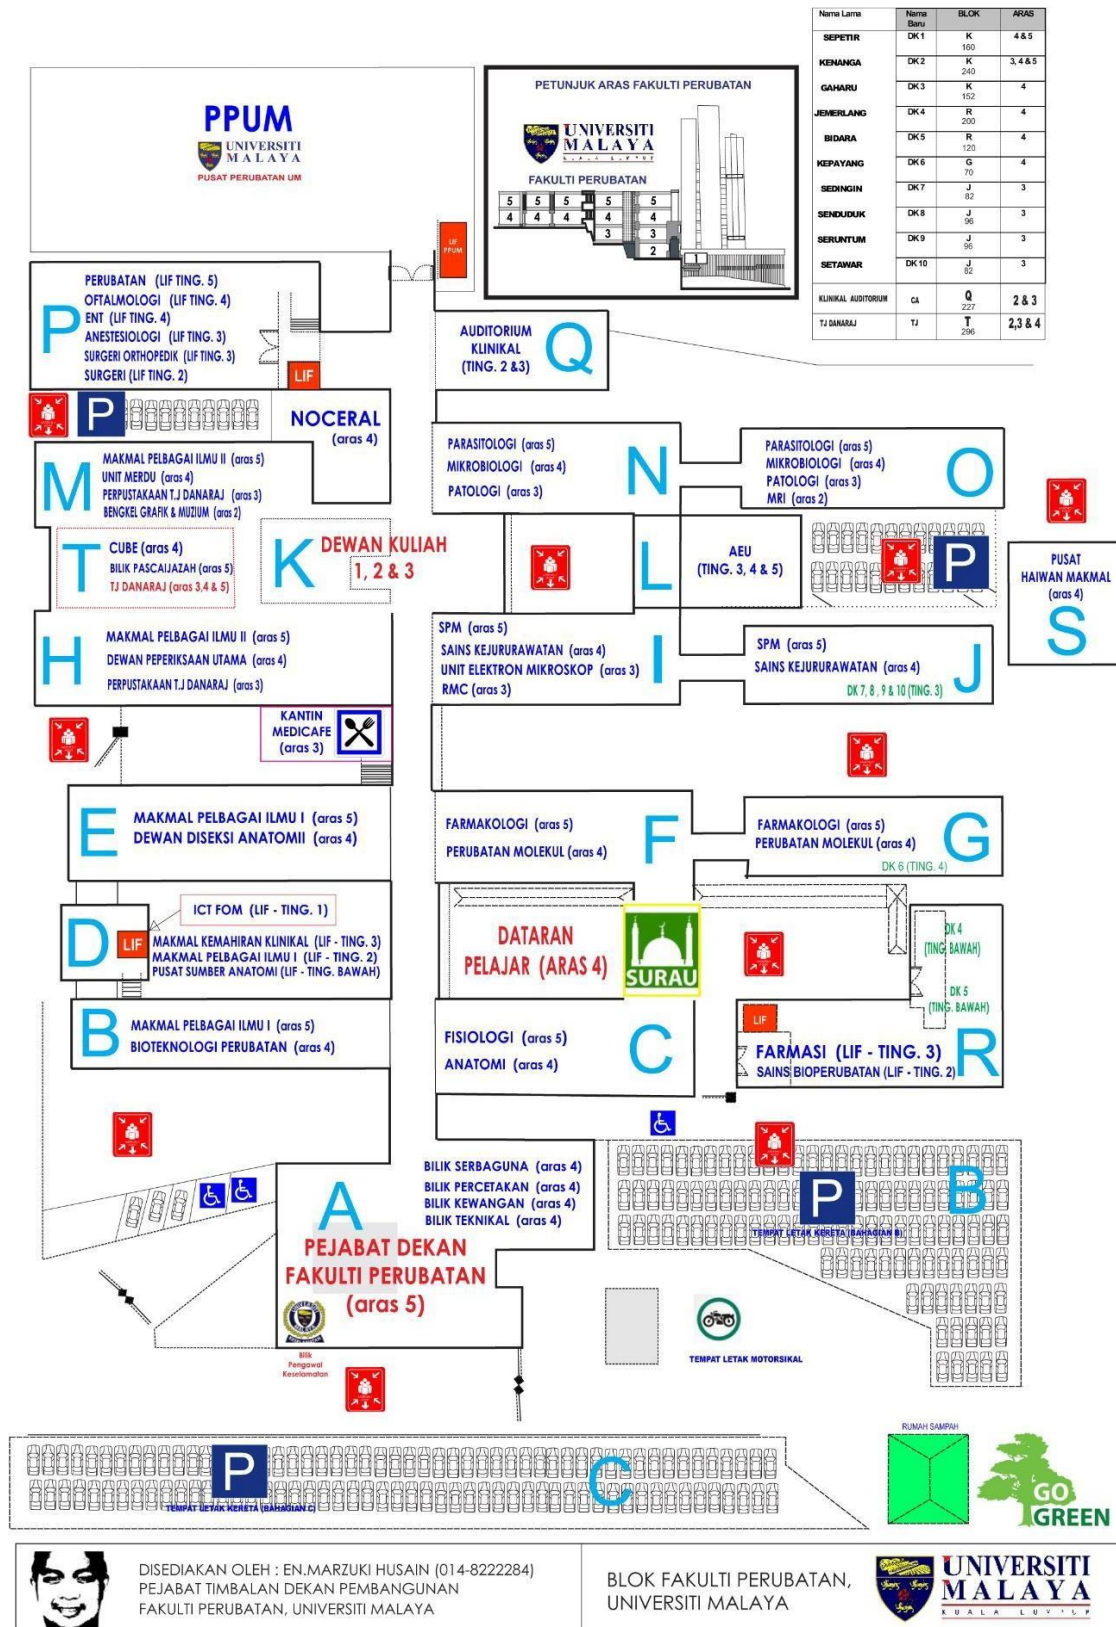 Nama Lama Nama Baru BLOK ARAS
SEPETIR DK 1 K 160 4 & 5
KENANGA DK 2 K 240 3, 4 & 5
GAHARU DK 3 K 152 4
JEMERLANG DK 4 R 200 4
BIDARA DK 5 R 120 4
KEPAYANG DK 6 G 70 4
SEDINGIN DK 7 J 82 3
SENDUDUK DK 8 J 96 3
SERUNTUM DK 9 J 96 3
SETAWAR DK 10 J 82 3
KLINIKAL AUDITORIUM CA Q 227 2 & 3
TJ DANARAJ TJ T 296 2,3 & 4
PPUM
UNIVERSITI
MALAYA
PUSAT PERUBATAN UM
PETUNJUK ARAS FAKULTI PERUBATAN
UNIVERSITI
MALAYA
KUALA LUMPUR
FAKULTI PERUBATAN
5 5 5 5 5
4 4 4 4 4
3 3
2
1
LIF
PPUM
P
PERUBATAN (LIF TING. 5)
OFTALMOLOGI (LIF TING. 4)
ENT (LIF TING. 4)
ANESTESIOLOGI (LIF TING. 3)
SURGERI ORTHOPEDIK (LIF TING. 3)
SURGERI (LIF TING. 2)
LIF
AUDITORIUM
KLINIKAL
(TING. 2 &3)
Q
P
NOCERAL
(aras 4)
M
MAKMAL PELBAGAI ILMU II (aras 5)
UNIT MERDU (aras 4)
PERPUSTAKAAN T.J DANARAJ (aras 3)
BENGKEL GRAFIK & MUZIUM (aras 2)
PARASITOLOGI (aras 5)
MIKROBIOLOGI (aras 4)
PATOLOGI (aras 3)
N
PARASITOLOGI (aras 5)
MIKROBIOLOGI (aras 4)
PATOLOGI (aras 3)
MRI (aras 2)
O
T
CUBE (aras 4)
BILIK PASCAIJAZAH (aras 5)
TJ DANARAJ (aras 3,4 & 5)
K
DEWAN KULIAH
1, 2 & 3
L
AEU
(TING. 3, 4 & 5)
P
PUSAT
HAIWAN MAKMAL
(aras 4)
S
H
MAKMAL PELBAGAI ILMU II (aras 5)
DEWAN PEPERIKSAAN UTAMA (aras 4)
PERPUSTAKAAN T.J DANARAJ (aras 3)
SPM (aras 5)
SAINS KEJURURAWATAN (aras 4)
UNIT ELEKTRON MIKROSKOP (aras 3)
RMC (aras 3)
I
SPM (aras 5)
SAINS KEJURURAWATAN (aras 4)
DK 7, 8 , 9 & 10 (TING. 3)
J
KANTIN
MEDICAFE
(aras 3)
E
MAKMAL PELBAGAI ILMU I (aras 5)
DEWAN DISEKSI ANATOMII (aras 4)
FARMAKOLOGI (aras 5)
PERUBATAN MOLEKUL (aras 4)
F
FARMAKOLOGI (aras 5)
PERUBATAN MOLEKUL (aras 4)
DK 6 (TING. 4)
G
ICT FOM (LIF - TING. 1)
D
LIF
MAKMAL KEMAHIRAN KLINIKAL (LIF - TING. 3)
MAKMAL PELBAGAI ILMU I (LIF - TING. 2)
PUSAT SUMBER ANATOMI (LIF - TING. BAWAH)
DATARAN
PELAJAR (ARAS 4)
SURAU
DK 4
(TING. BAWAH)
DK 5
(TING. BAWAH)
B
MAKMAL PELBAGAI ILMU I (aras 5)
BIOTEKNOLOGI PERUBATAN (aras 4)
FISIOLOGI (aras 5)
ANATOMI (aras 4)
C
LIF
FARMASI (LIF - TING. 3)
SAINS BIOPERUBATAN (LIF - TING. 2)
R
A
BILIK SERBAGUNA (aras 4)
BILIK PERCETAKAN (aras 4)
BILIK KEWANGAN (aras 4)
BILIK TEKNIKAL (aras 4)
PEJABAT DEKAN
FAKULTI PERUBATAN
(aras 5)
Bilik
Pengawal
Keselamatan
P
B
TEMPAT LETAK KERETA (BAHAGIAN B)
TEMPAT LETAK MOTORSIKAL
P
C
TEMPAT LETAK KERETA (BAHAGIAN C)
RUMAH SAMPAH
GO
GREEN
DISEDIAKAN OLEH : EN.MARZUKI HUSAIN (014-8222284)
PEJABAT TIMBALAN DEKAN PEMBANGUNAN
FAKULTI PERUBATAN, UNIVERSITI MALAYA
BLOK FAKULTI PERUBATAN,
UNIVERSITI MALAYA
UNIVERSITI
MALAYA
KUALA LUMPUR